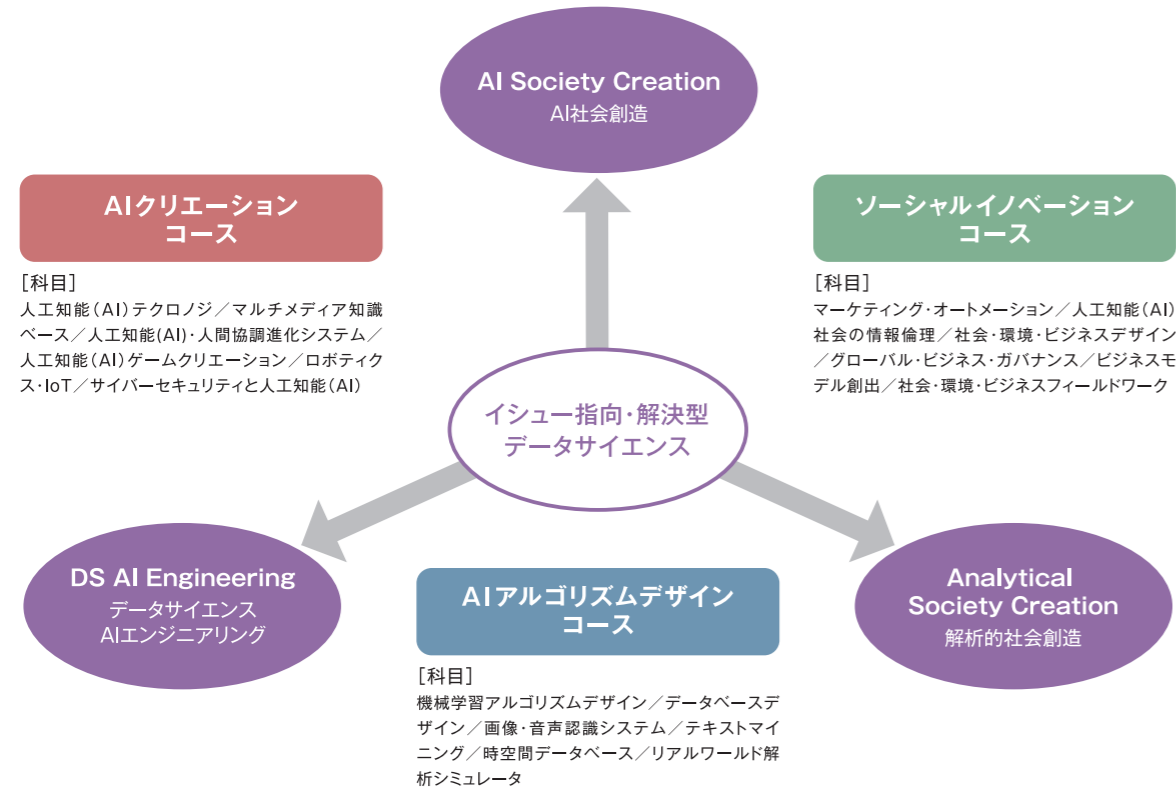 AI Society Creation
AI社会創造
AIクリエーション
コース
[科目]
人工知能(AI)テクノロジ／マルチメディア知識
ベース／人工知能(AI)・人間協調進化システム／
人工知能(AI)ゲームクリエーション／ロボティク
ス・IoT／サイバーセキュリティと人工知能(AI)
ソーシャルイノベーション
コース
[科目]
マーケティング・オートメーション／人工知能(AI)
社会の情報倫理／社会・環境・ビジネスデザイン
／グローバル・ビジネス・ガバナンス／ビジネスモ
デル創出／社会・環境・ビジネスフィールドワーク
イシュー指向・解決型
データサイエンス
DS AI Engineering
データサイエンス
AIエンジニアリング
AIアルゴリズムデザイン
コース
[科目]
機械学習アルゴリズムデザイン／データベースデ
ザイン／画像・音声認識システム／テキストマイ
ニング／時空間データベース／リアルワールド解
析シミュレータ
Analytical
Society Creation
解析的社会創造